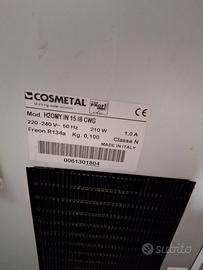 COSMETAL
Mod. H2OMY IN 15 IB CWG
220-240 V~ 50 Hz 210 W 1,0 A
Freon R134a Kg. 0,100 Classe N
MADE IN ITALY
0061301804
subito